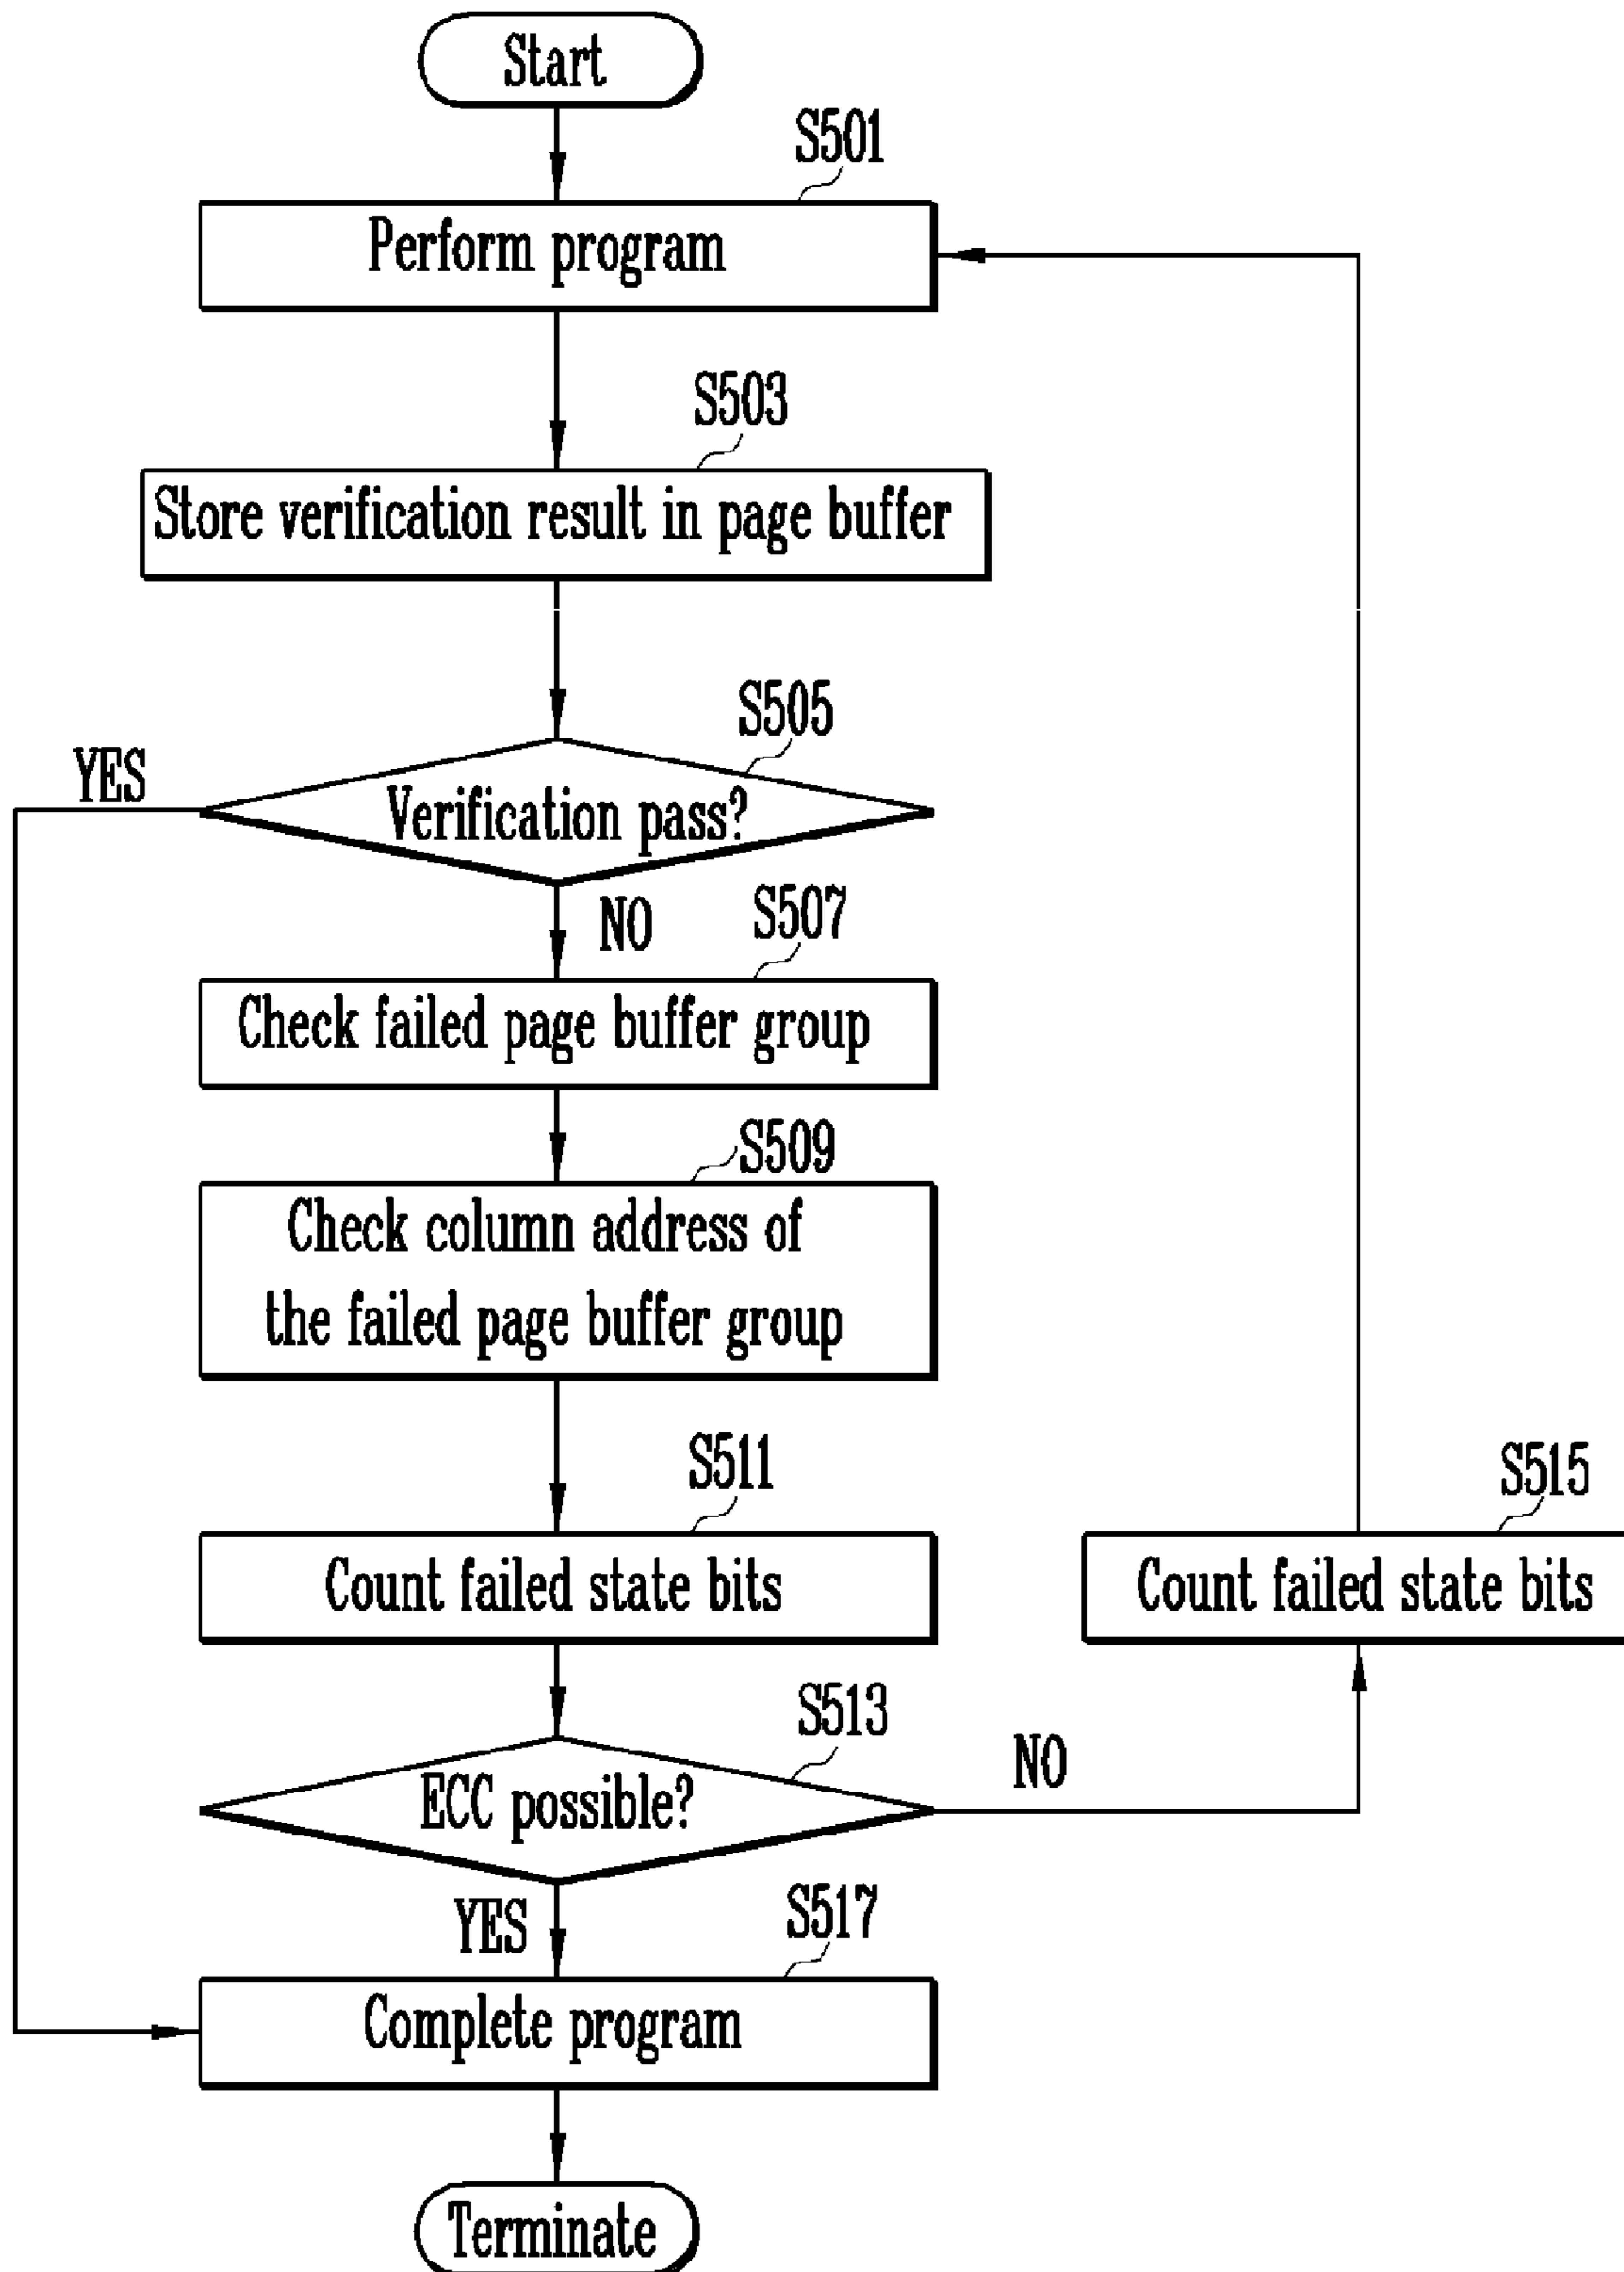 Start
S501
Perform program
S503
Store verification result in page buffer
S505
YES
Verification pass?
NO
S507
Check failed page buffer group
S509
Check column address of
the failed page buffer group
S511
Count failed state bits
S515
Count failed state bits
S513
ECC possible?
NO
YES
S517
Complete program
Terminate